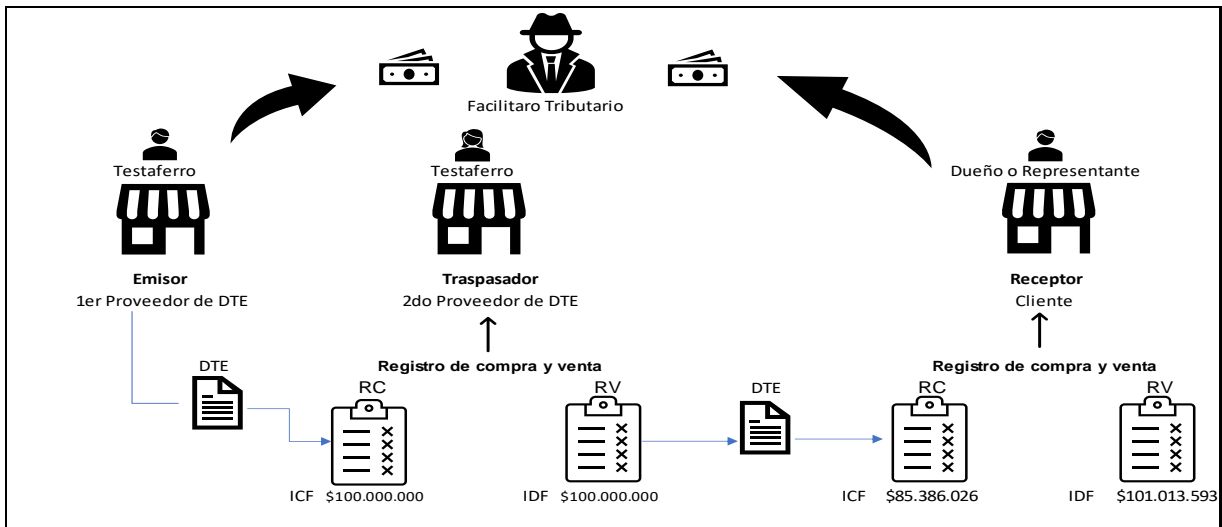 Facilitaro Tributario
Testaferro
Testaferro
Dueño o Representante
Emisor
1er Proveedor de DTE
Traspasador
2do Proveedor de DTE
Receptor
Cliente
DTE
Registro de compra y venta
RC
RV
DTE
Registro de compra y venta
RC
RV
ICF $100.000.000
IDF $100.000.000
ICF $85.386.026
IDF $101.013.593